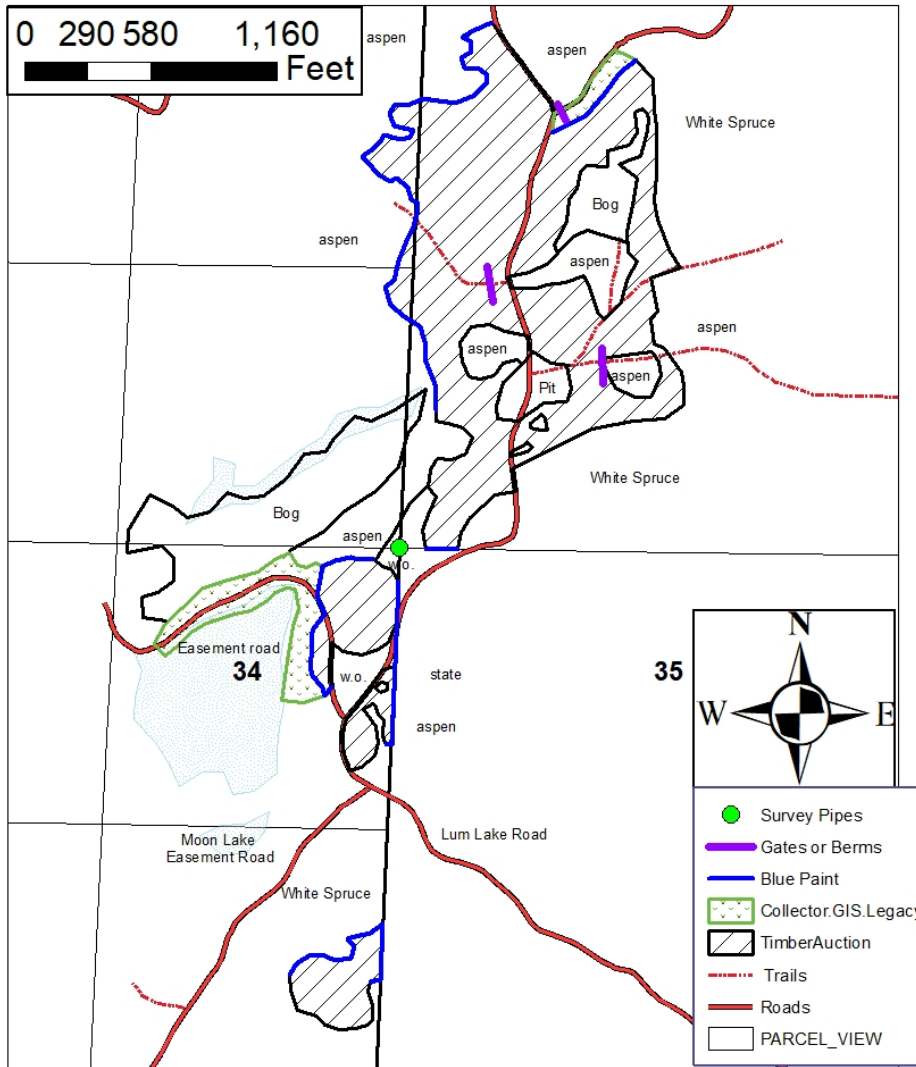 0 290 580 1,160
Feet
aspen
aspen
White Spruce
Bog
aspen
aspen
aspen
aspen
Pit
aspen
White Spruce
Bog
aspen
w.o.
Easement road
34
w.o.
state
35
aspen
N
W E
S
Moon Lake
Easement Road
Lum Lake Road
White Spruce
Survey Pipes
Gates or Berms
Blue Paint
Collector.GIS.Legacy
TimberAuction
Trails
Roads
PARCEL_VIEW